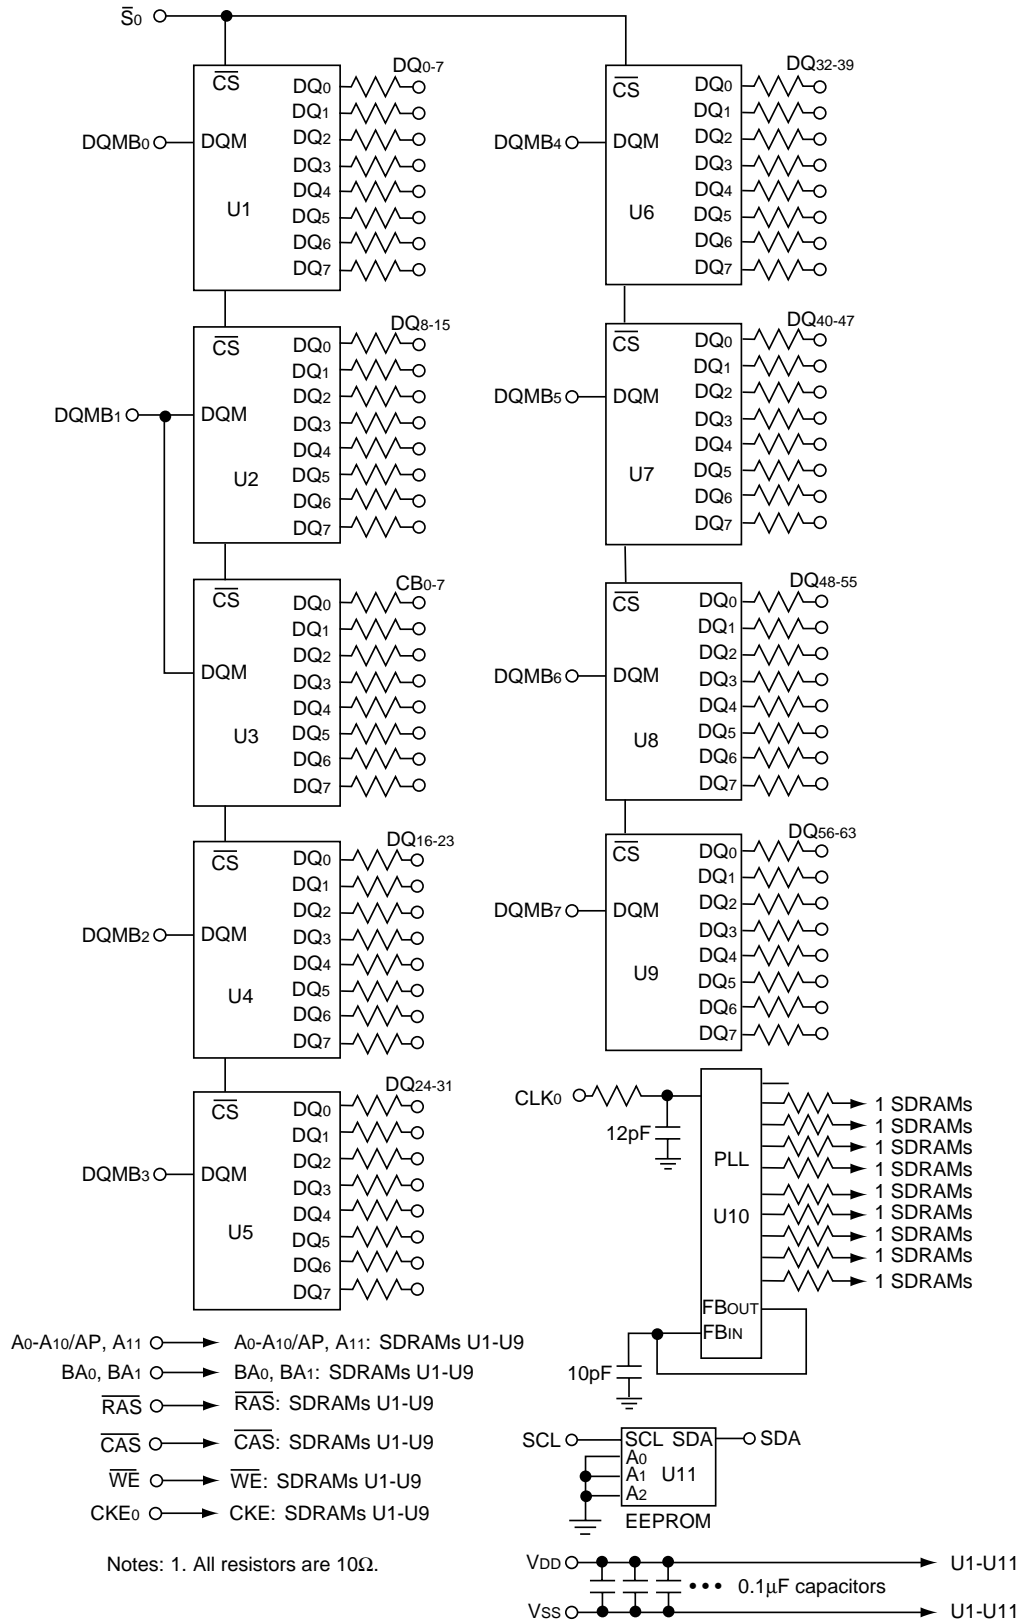 S̅0
CS̅ DQ0 DQ0-7
DQ1
DQMB0 DQM DQ2
DQ3
DQ4
U1 DQ5
DQ6
DQ7
CS̅ DQ0 DQ8-15
DQ1
DQ2
DQMB1 DQM DQ3
DQ4
U2 DQ5
DQ6
DQ7
CS̅ DQ0 CB0-7
DQ1
DQ2
DQM DQ3
DQ4
U3 DQ5
DQ6
DQ7
CS̅ DQ0 DQ16-23
DQ1
DQ2
DQMB2 DQM DQ3
DQ4
U4 DQ5
DQ6
DQ7
CS̅ DQ0 DQ24-31
DQ1
DQ2
DQMB3 DQM DQ3
DQ4
U5 DQ5
DQ6
DQ7
CS̅ DQ0 DQ32-39
DQ1
DQMB4 DQM DQ2
DQ3
DQ4
U6 DQ5
DQ6
DQ7
CS̅ DQ0 DQ40-47
DQ1
DQMB5 DQM DQ2
DQ3
DQ4
U7 DQ5
DQ6
DQ7
CS̅ DQ0 DQ48-55
DQ1
DQ2
DQMB6 DQM DQ3
DQ4
U8 DQ5
DQ6
DQ7
CS̅ DQ0 DQ56-63
DQ1
DQMB7 DQM DQ2
DQ3
DQ4
U9 DQ5
DQ6
DQ7
CLK0
12pF
PLL
U10
1 SDRAMs
1 SDRAMs
1 SDRAMs
1 SDRAMs
1 SDRAMs
1 SDRAMs
1 SDRAMs
1 SDRAMs
1 SDRAMs
FBOUT
FBIN
10pF
A0-A10/AP, A11 A0-A10/AP, A11: SDRAMs U1-U9
BA0, BA1 BA0, BA1: SDRAMs U1-U9
R̅A̅S̅ R̅A̅S̅: SDRAMs U1-U9
C̅A̅S̅ C̅A̅S̅: SDRAMs U1-U9
W̅E̅ W̅E̅: SDRAMs U1-U9
CKE0 CKE: SDRAMs U1-U9
SCL SCL SDA SDA
A0
A1 U11
A2
EEPROM
Notes: 1. All resistors are 10Ω.
VDD U1-U11
••• 0.1µF capacitors
VSS U1-U11